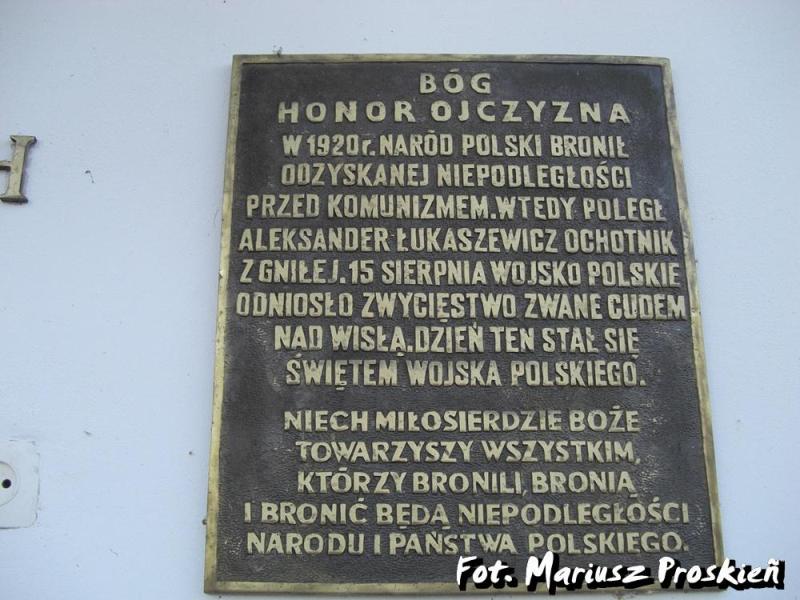 BÓG
HONOR OJCZYZNA
W 1920 r. NARÓD POLSKI BRONIŁ
ODZYSKANEJ NIEPODLEGŁOŚCI
PRZED KOMUNIZMEM. WTEDY POLEGŁ
ALEKSANDER ŁUKASZEWICZ OCHOTNIK
Z GNIŁEJ. 15 SIERPNIA WOJSKO POLSKIE
ODNIOSŁO ZWYCIĘSTWO ZWANE CUDEM
NAD WISŁĄ. DZIEŃ TEN STAŁ SIĘ
ŚWIĘTEM WOJSKA POLSKIEGO.
NIECH MIŁOSIERDZIE BOŻE
TOWARZYSZY WSZYSTKIM,
KTÓRZY BRONILI, BRONIĄ
I BRONIĆ BĘDĄ NIEPODLEGŁOŚCI
NARODU I PAŃSTWA POLSKIEGO.
H
Fot. Mariusz Proskień